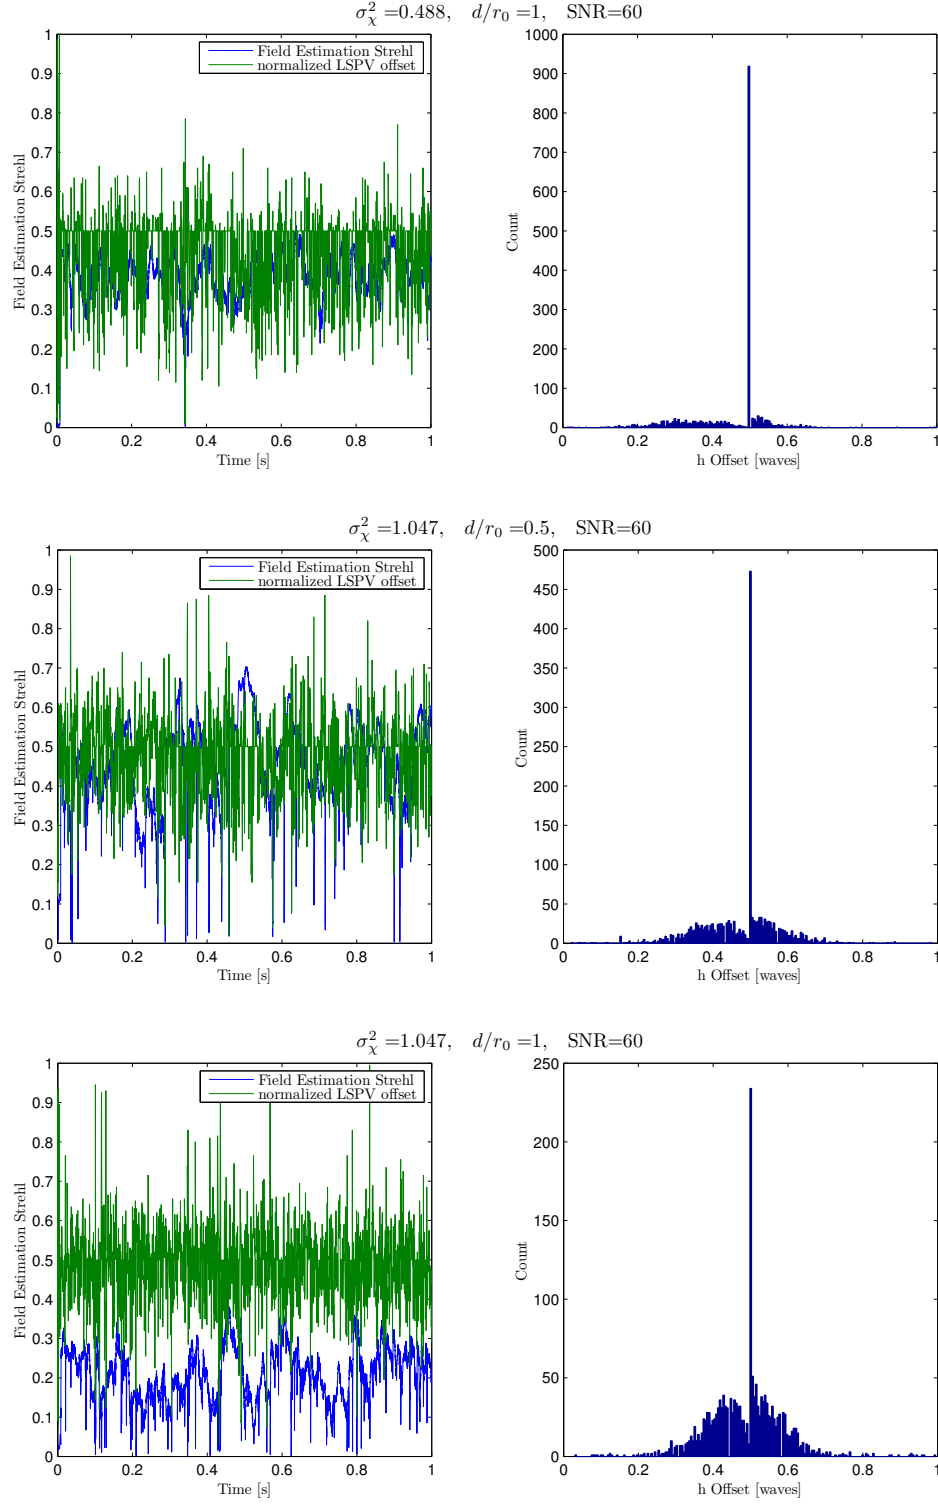 σ²_χ =0.488, d/r₀ =1, SNR=60
Field Estimation Strehl
normalized LSPV offset
1
0.9
0.8
0.7
0.6
0.5
0.4
0.3
0.2
0.1
0
Field Estimation Strehl
0 0.2 0.4 0.6 0.8 1
Time [s]
1000
900
800
700
600
500
400
300
200
100
0
Count
0 0.2 0.4 0.6 0.8 1
h Offset [waves]
σ²_χ =1.047, d/r₀ =0.5, SNR=60
Field Estimation Strehl
normalized LSPV offset
1
0.9
0.8
0.7
0.6
0.5
0.4
0.3
0.2
0.1
0
Field Estimation Strehl
0 0.2 0.4 0.6 0.8 1
Time [s]
500
450
400
350
300
250
200
150
100
50
0
Count
0 0.2 0.4 0.6 0.8 1
h Offset [waves]
σ²_χ =1.047, d/r₀ =1, SNR=60
Field Estimation Strehl
normalized LSPV offset
1
0.9
0.8
0.7
0.6
0.5
0.4
0.3
0.2
0.1
0
Field Estimation Strehl
0 0.2 0.4 0.6 0.8 1
Time [s]
250
200
150
100
50
0
Count
0 0.2 0.4 0.6 0.8 1
h Offset [waves]